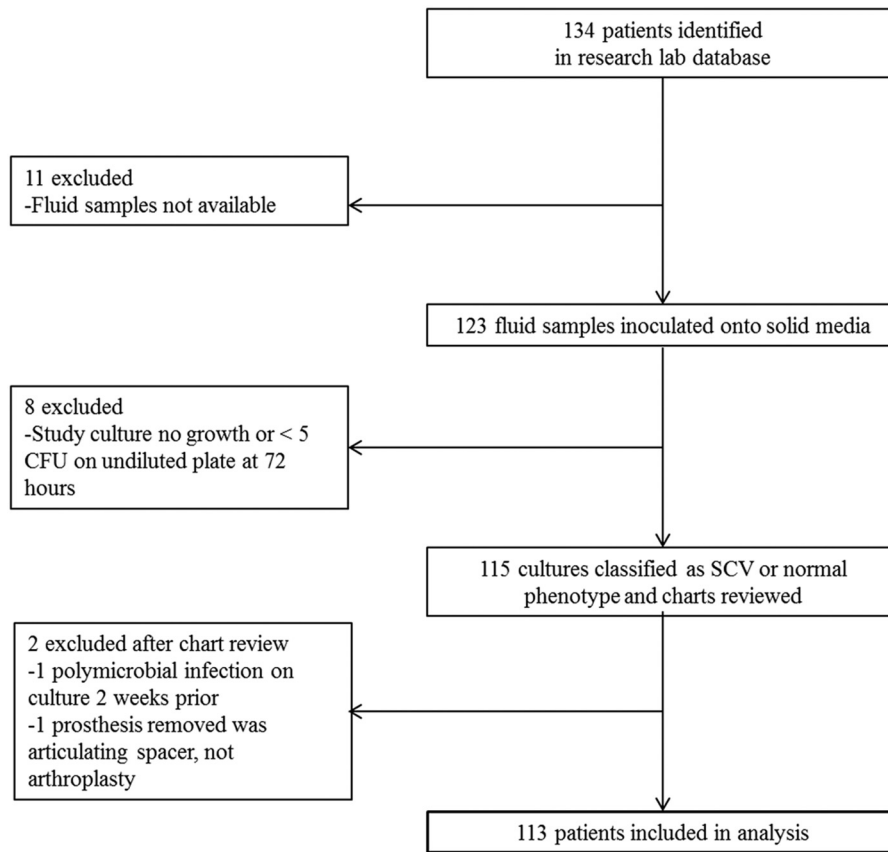 134 patients identified
in research lab database
11 excluded
-Fluid samples not available
123 fluid samples inoculated onto solid media
8 excluded
-Study culture no growth or < 5
CFU on undiluted plate at 72
hours
115 cultures classified as SCV or normal
phenotype and charts reviewed
2 excluded after chart review
-1 polymicrobial infection on
culture 2 weeks prior
-1 prosthesis removed was
articulating spacer, not
arthroplasty
113 patients included in analysis